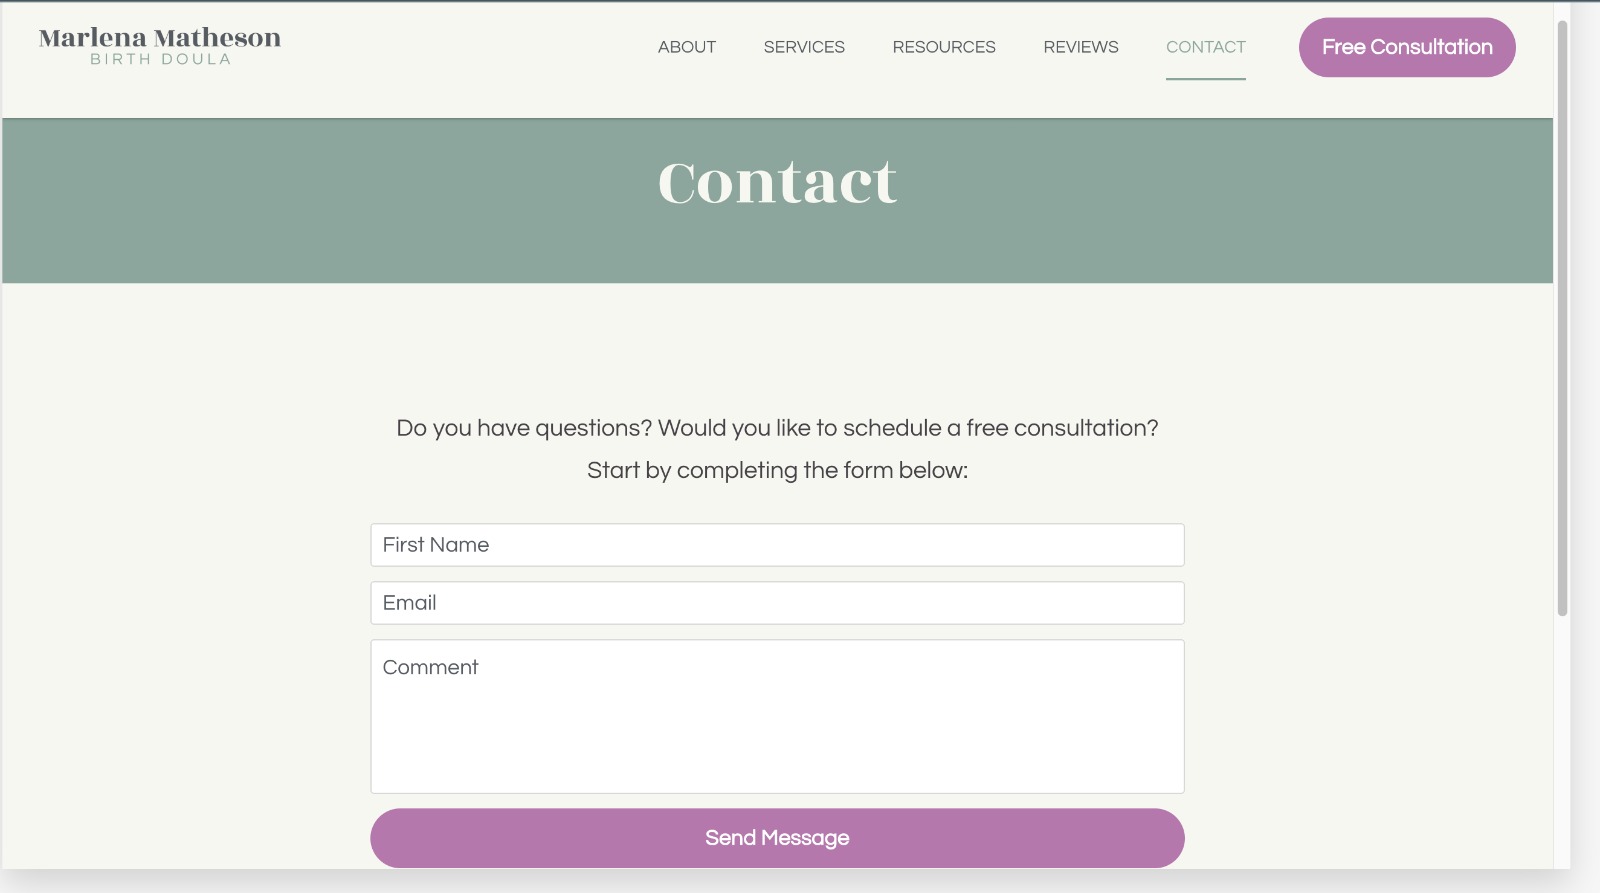 Marlena Matheson
BIRTH DOULA
ABOUT SERVICES RESOURCES REVIEWS CONTACT Free Consultation
Contact
Do you have questions? Would you like to schedule a free consultation?
Start by completing the form below:
First Name
Email
Comment
Send Message